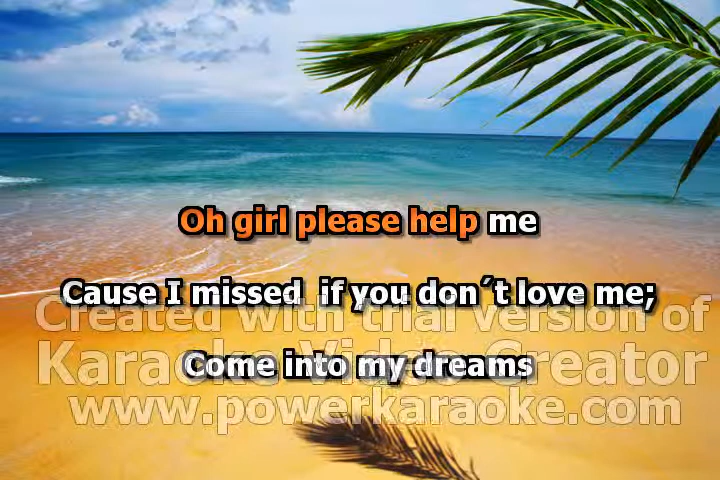 Oh girl please help me
Cause I missed  if you don´t love me;
Created with trial version of
Come into my dreams
Karaoke Video Creator
www.powerkaraoke.com